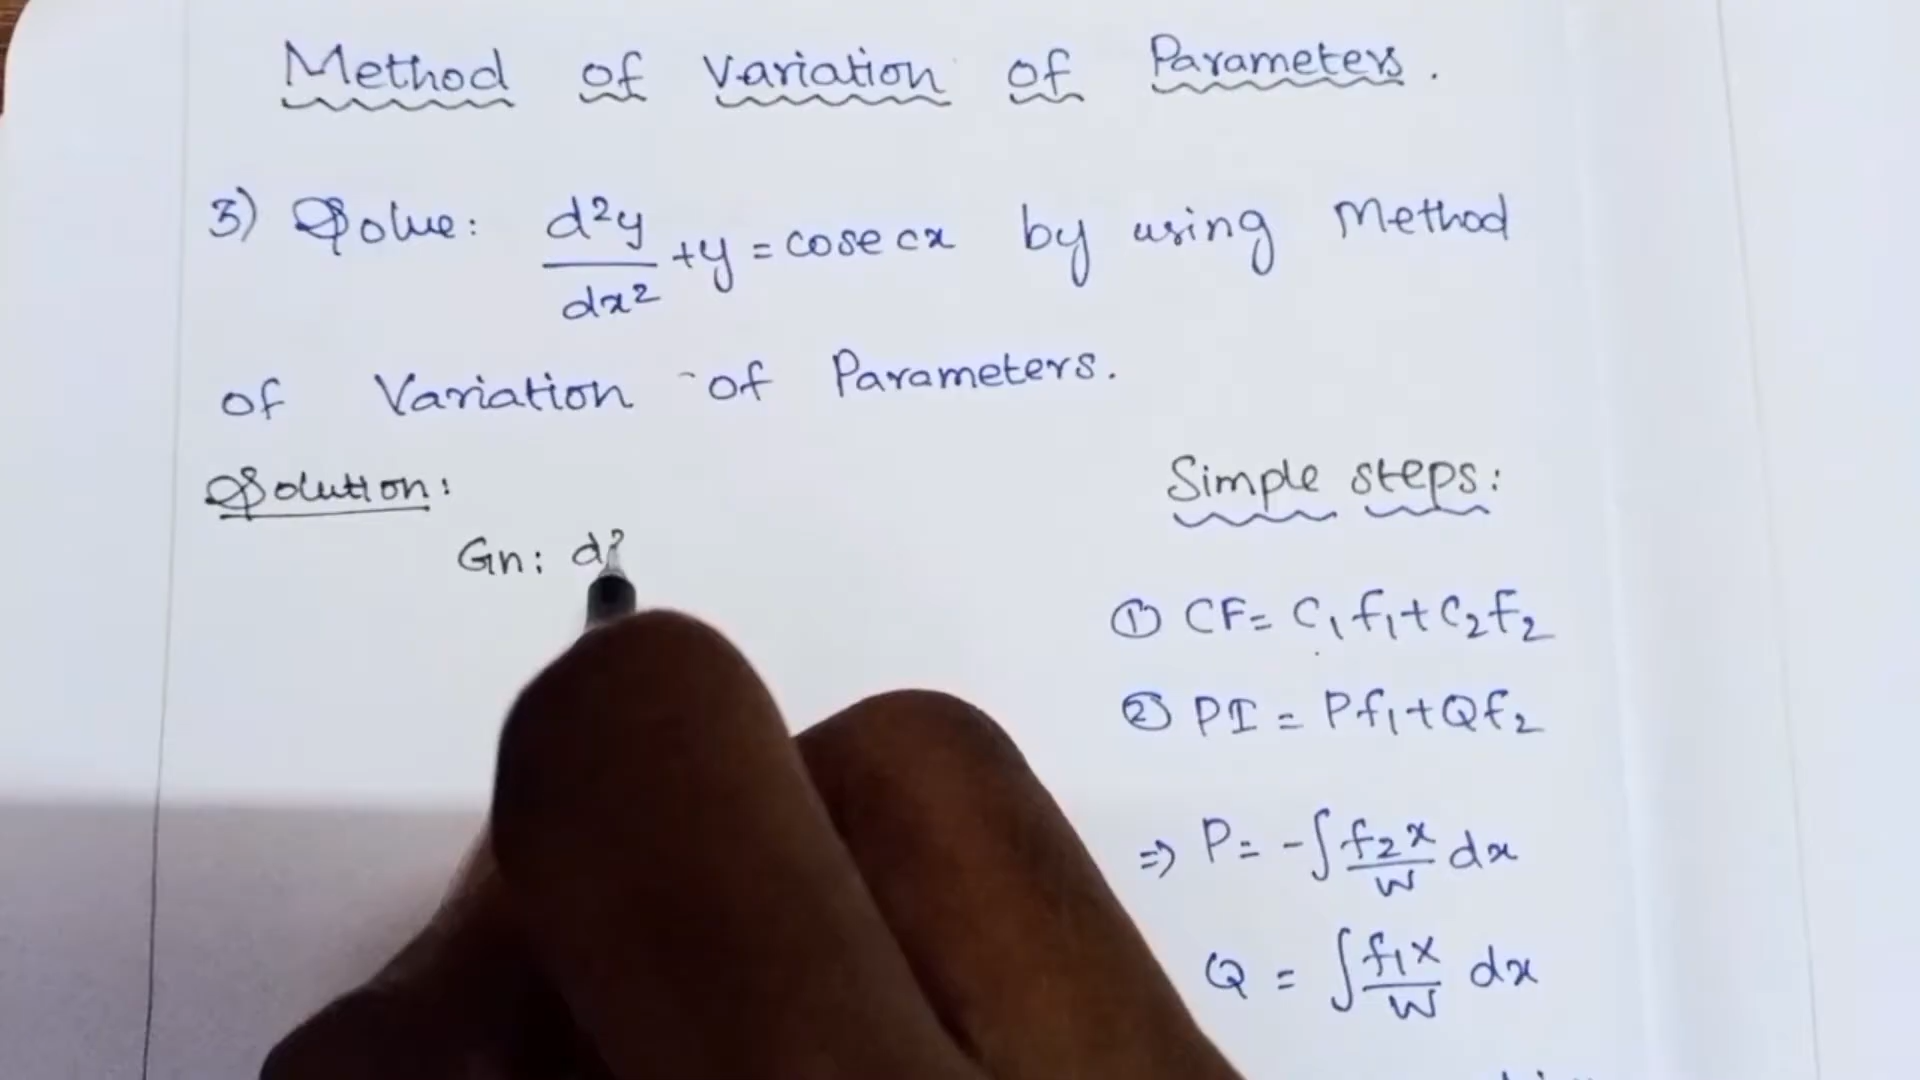 Method of Variation of Parameters.
3) Solve: d²y/dx² + y = cosecx by using Method
of Variation of Parameters.
Solution:
Gn: d²
Simple steps:
① CF = C₁f₁ + C₂f₂
② PI = Pf₁ + Qf₂
⇒ P = -∫ f₂x/W dx
Q = ∫ f₁x/W dx